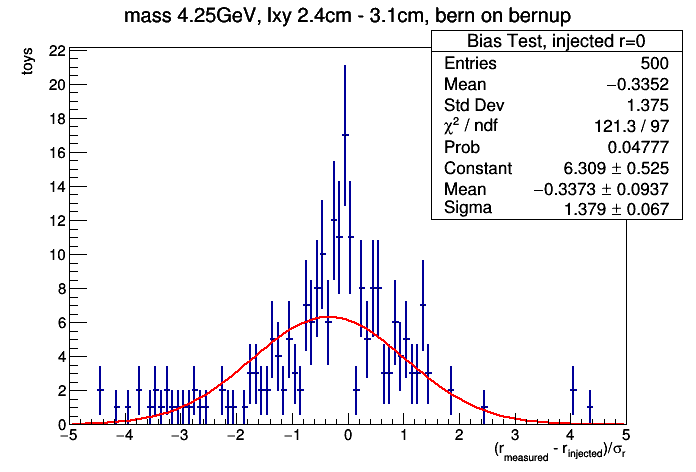 mass 4.25GeV, lxy 2.4cm - 3.1cm, bern on bernup
Bias Test, injected r=0
Entries 500
Mean −0.3352
Std Dev 1.375
χ² / ndf 121.3 / 97
Prob 0.04777
Constant 6.309 ± 0.525
Mean −0.3373 ± 0.0937
Sigma 1.379 ± 0.067
toys
22
20
18
16
14
12
10
8
6
4
2
0
−5 −4 −3 −2 −1 0 1 2 3 4 5
(r_measured - r_injected)/σ_r